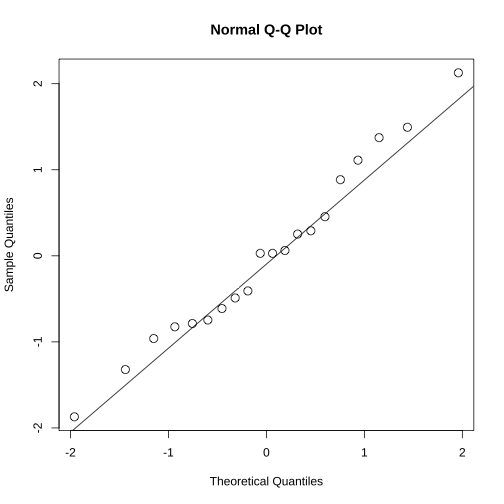 Normal Q-Q Plot
2
1
0
-1
-2
Sample Quantiles
-2 -1 0 1 2
Theoretical Quantiles